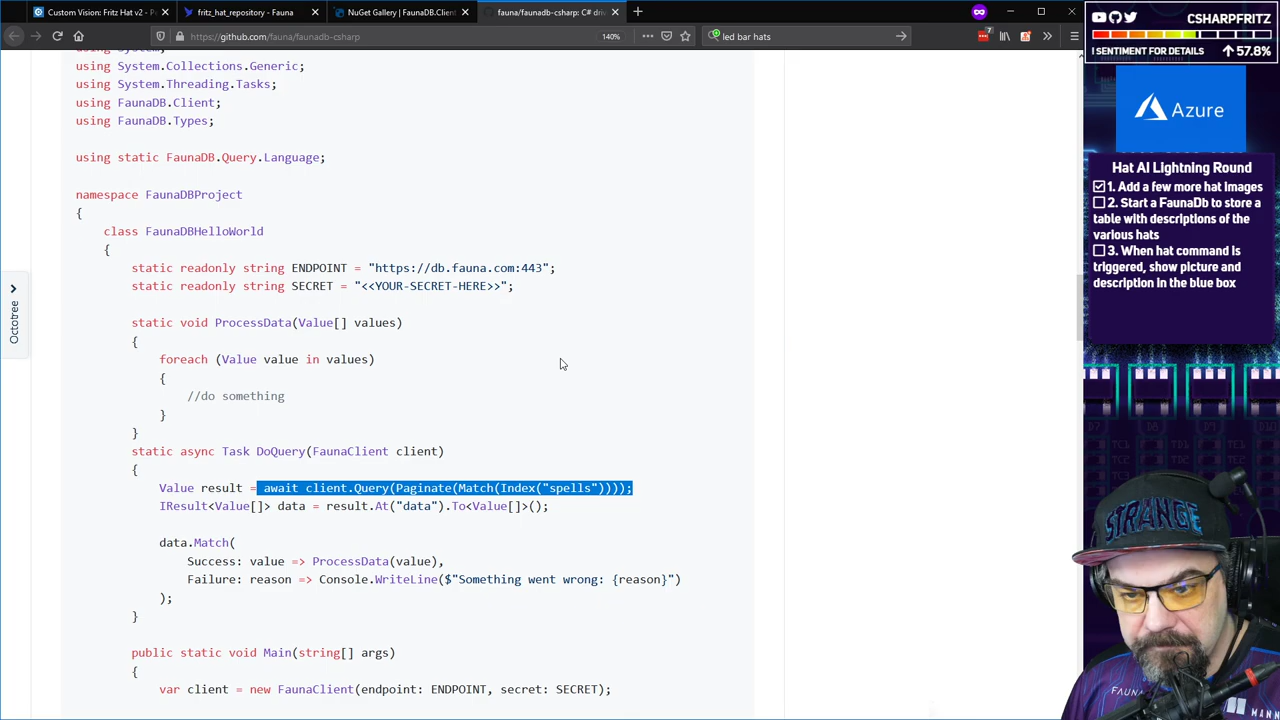 Custom Vision: Fritz Hat v2 - P
fritz_hat_repository - Fauna
NuGet Gallery | FaunaDB.Client
fauna/faunadb-csharp: C# driv
https://github.com/fauna/faunadb-csharp
140%
led bar hats
7
using System.Collections.Generic;
using System.Threading.Tasks;
using FaunaDB.Client;
using FaunaDB.Types;
using static FaunaDB.Query.Language;
namespace FaunaDBProject
{
class FaunaDBHelloWorld
{
static readonly string ENDPOINT = "https://db.fauna.com:443";
static readonly string SECRET = "<<YOUR-SECRET-HERE>>";
static void ProcessData(Value[] values)
{
foreach (Value value in values)
{
//do something
}
}
static async Task DoQuery(FaunaClient client)
{
Value result = await client.Query(Paginate(Match(Index("spells"))));
IResult<Value[]> data = result.At("data").To<Value[]>();
data.Match(
Success: value => ProcessData(value),
Failure: reason => Console.WriteLine($"Something went wrong: {reason}")
);
}
public static void Main(string[] args)
{
var client = new FaunaClient(endpoint: ENDPOINT, secret: SECRET);
Octotree
CSHARPFRITZ
! SENTIMENT FOR DETAILS
57.8%
Azure
Hat AI Lightning Round
1. Add a few more hat images
2. Start a FaunaDb to store a
table with descriptions of the
various hats
3. When hat command is
triggered, show picture and
description in the blue box
D7
D8
D9
D10
STRANGE
FAUNA
MANN